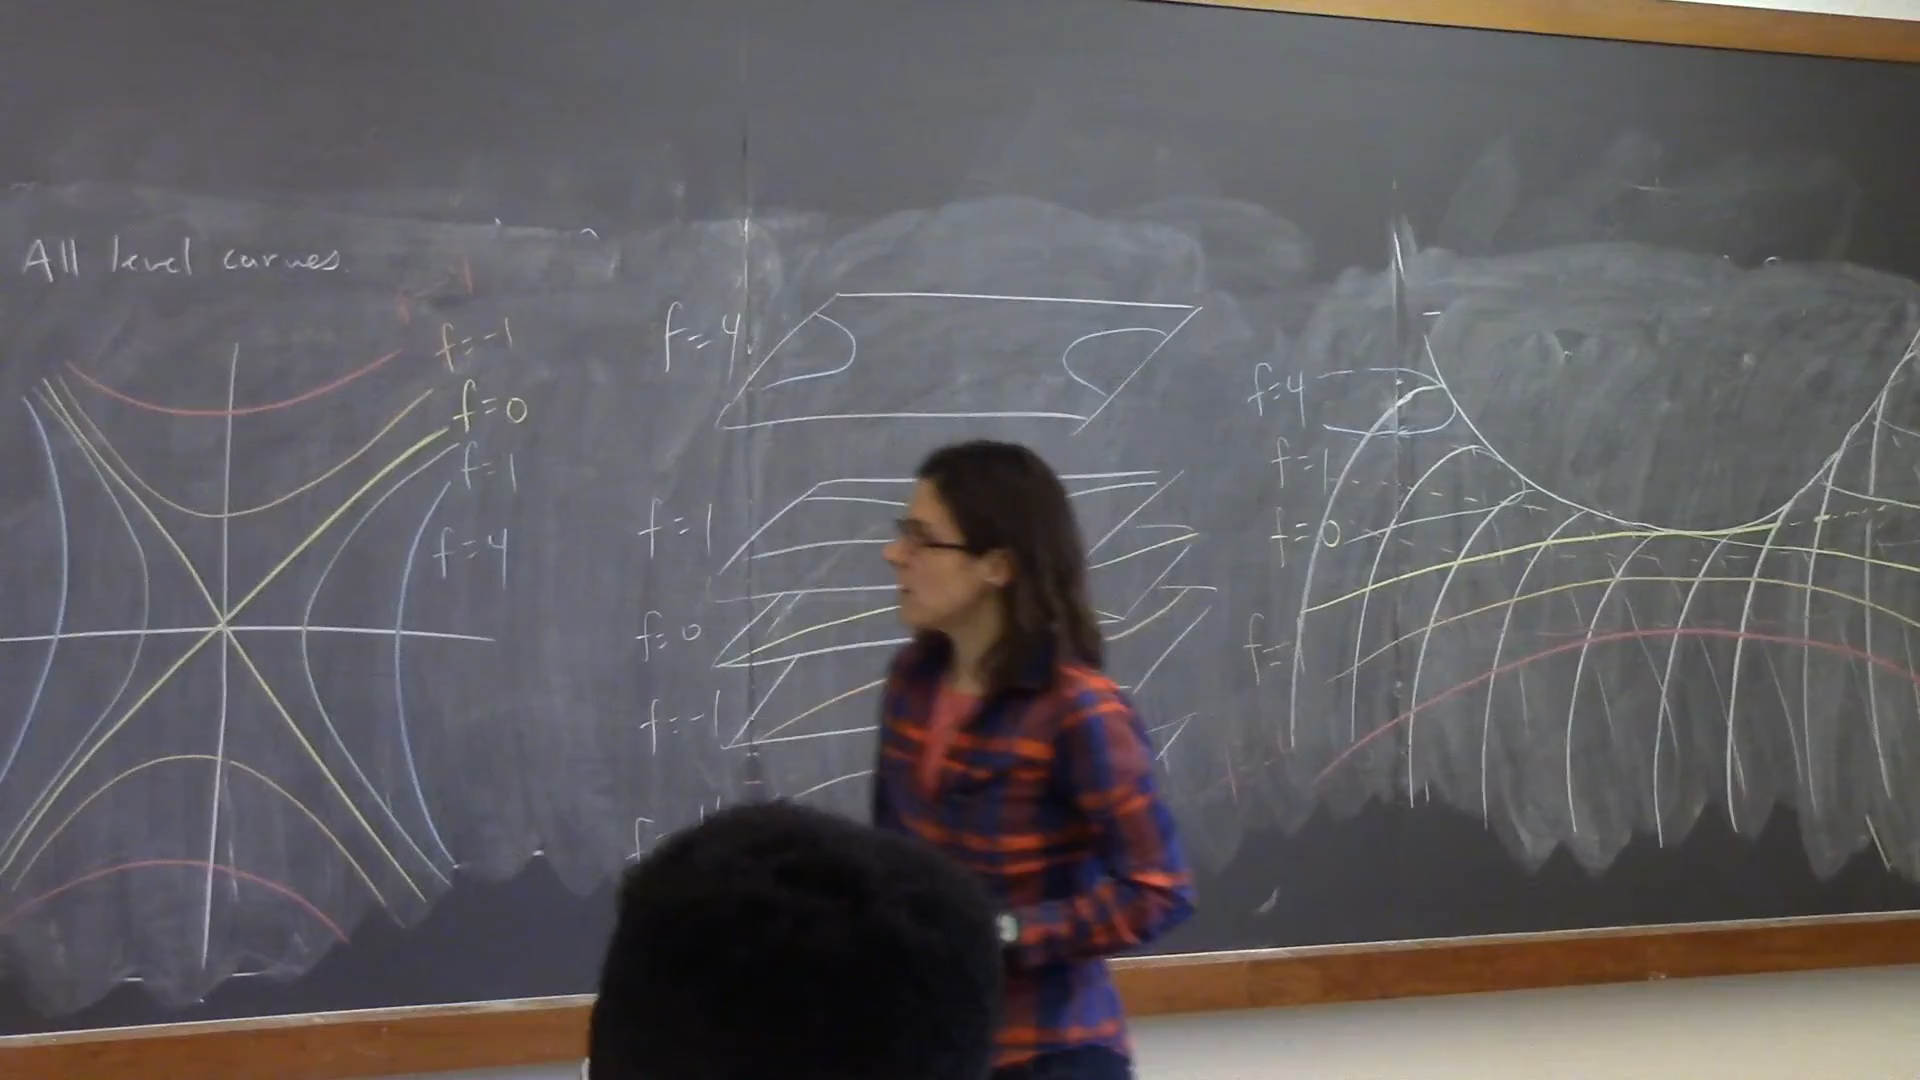 All level curves.
f=-1
f=0
f=1
f=4
f=4
f=1
f=0
f=-1
f=4
f=1
f=0
f=